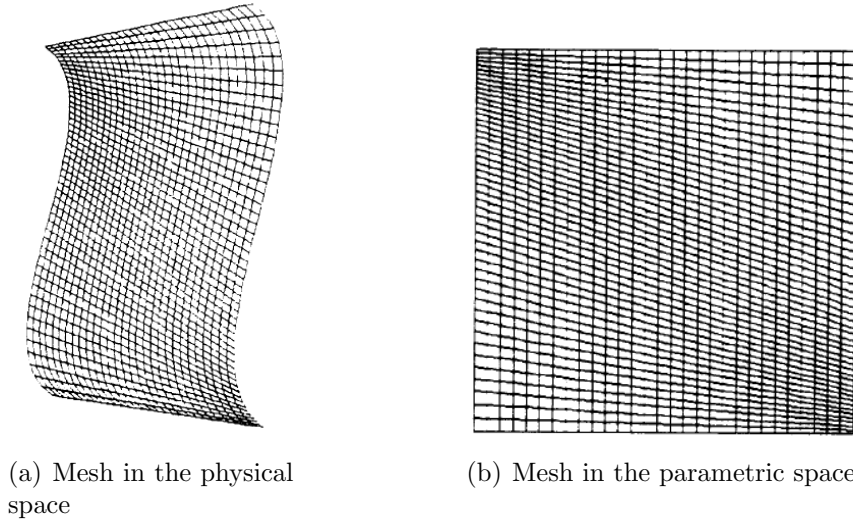 (a) Mesh in the physical
space
(b) Mesh in the parametric space